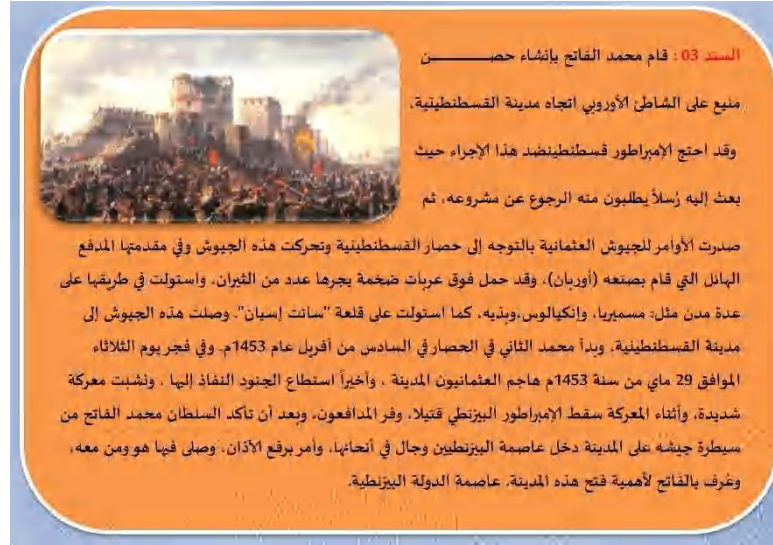 السند 03 : قام محمد الفاتح بإنشاء حصــــــــن
منيع على الشاطئ الأوروبي اتجاه مدينة القسطنطينية.
وقد احتج الإمبراطور قسطنطينضد هذا الإجراء حيث
بعث إليه رُسلاً يطلبون منه الرجوع عن مشروعه، ثم
صدرت الأوامر للجيوش العثمانية بالتوجه إلى حصار القسطنطينية وتحركت هذه الجيوش وفي مقدمتها المدفع
الهائل التي قام بصنعه (أوربان)، وقد حمل فوق عربات ضخمة يجرها عدد من الثيران، واستولت في طريقها على
عدة مدن مثل: مسمبريا، وإنكيالوس،وبذيه، كما استولت على قلعة "سانت إسيان". وصلت هذه الجيوش إلى
مدينة القسطنطينية، وبدأ محمد الثاني في الحصار في السادس من أفريل عام 1453م. وفي فجر يوم الثلاثاء
الموافق 29 ماي من سنة 1453م هاجم العثمانيون المدينة ، وأخيراً استطاع الجنود النفاذ إليها ، ونشبت معركة
شديدة، وأثناء المعركة سقط الإمبراطور البيزنطي قتيلا، وفر المدافعون، وبعد أن تأكد السلطان محمد الفاتح من
سيطرة جيشه على المدينة دخل عاصمة البيزنطيين وجال في أنحائها، وأمر برفع الآذان، وصلى فيها هو ومن معه،
وعُرف بالفاتح لأهمية فتح هذه المدينة، عاصمة الدولة البيزنطية.